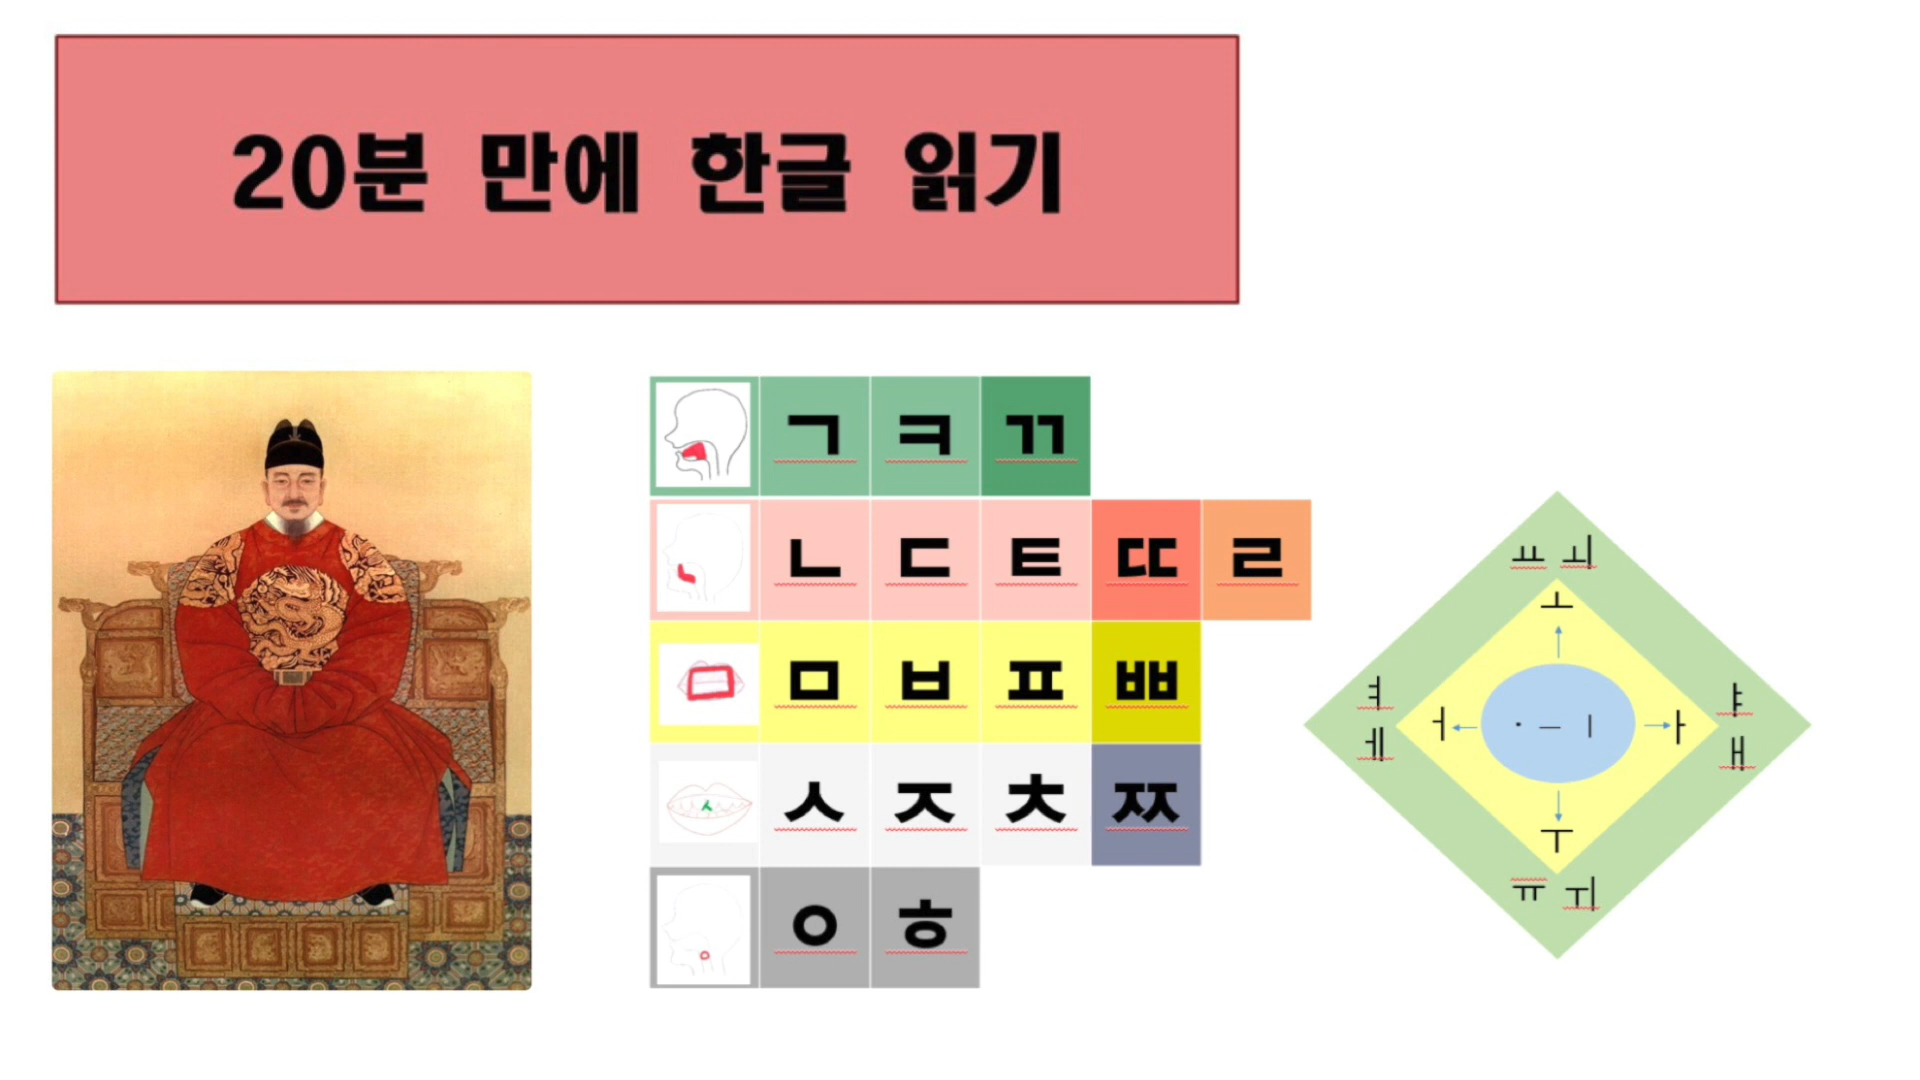 20분 만에 한글 읽기
ㄱ ㅋ ㄲ
ㄴ ㄷ ㅌ ㄸ ㄹ
ㅁ ㅂ ㅍ ㅃ
ㅅ ㅈ ㅊ ㅉ
ㅇ ㅎ
ㅛ ㅚ
ㅗ
ㅕ ㅑ
ㅓ · ㅡ ㅣ ㅏ
ㅔ ㅐ
ㅜ
ㅠ ㅟ